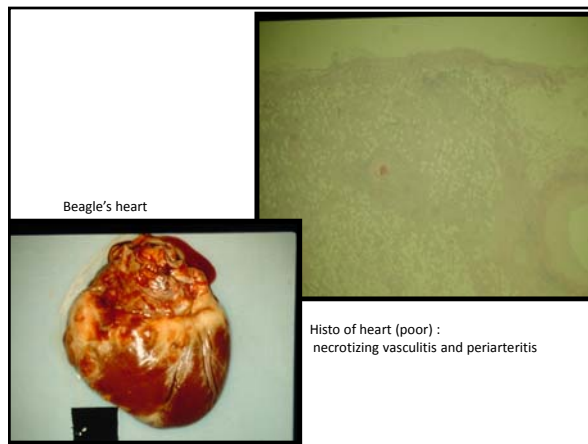 Beagle's heart
Histo of heart (poor) :
necrotizing vasculitis and periarteritis